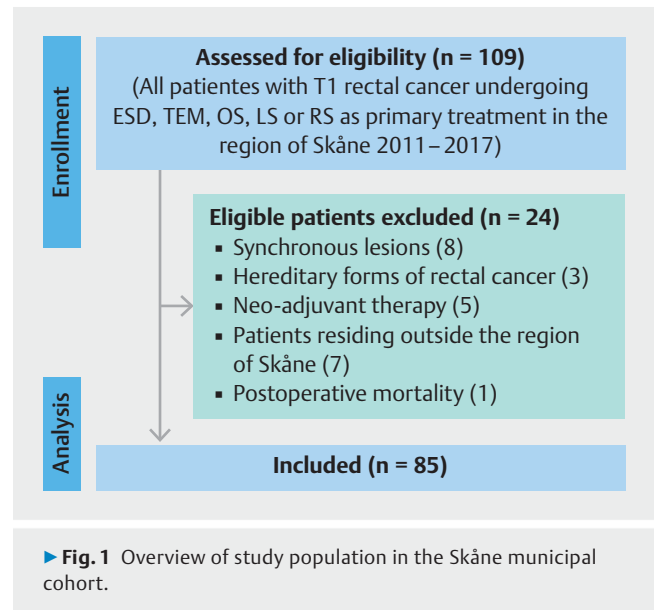 Enrollment
Assessed for eligibility (n = 109)
(All patientes with T1 rectal cancer undergoing
ESD, TEM, OS, LS or RS as primary treatment in the
region of Skåne 2011–2017)
Eligible patients excluded (n = 24)
▪ Synchronous lesions (8)
▪ Hereditary forms of rectal cancer (3)
▪ Neo-adjuvant therapy (5)
▪ Patients residing outside the region
of Skåne (7)
▪ Postoperative mortality (1)
Analysis
Included (n = 85)
▶ Fig. 1 Overview of study population in the Skåne municipal
cohort.